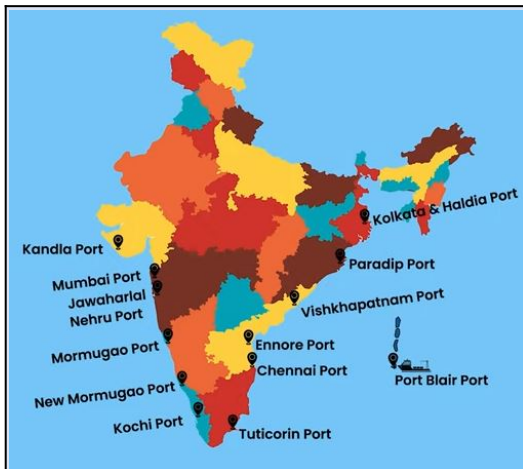 Kolkata & Haldia Port
Kandla Port
Paradip Port
Mumbai Port
Jawaharlal
Nehru Port
Vishkhapatnam Port
Mormugao Port
Ennore Port
Chennai Port
Port Blair Port
New Mormugao Port
Kochi Port
Tuticorin Port